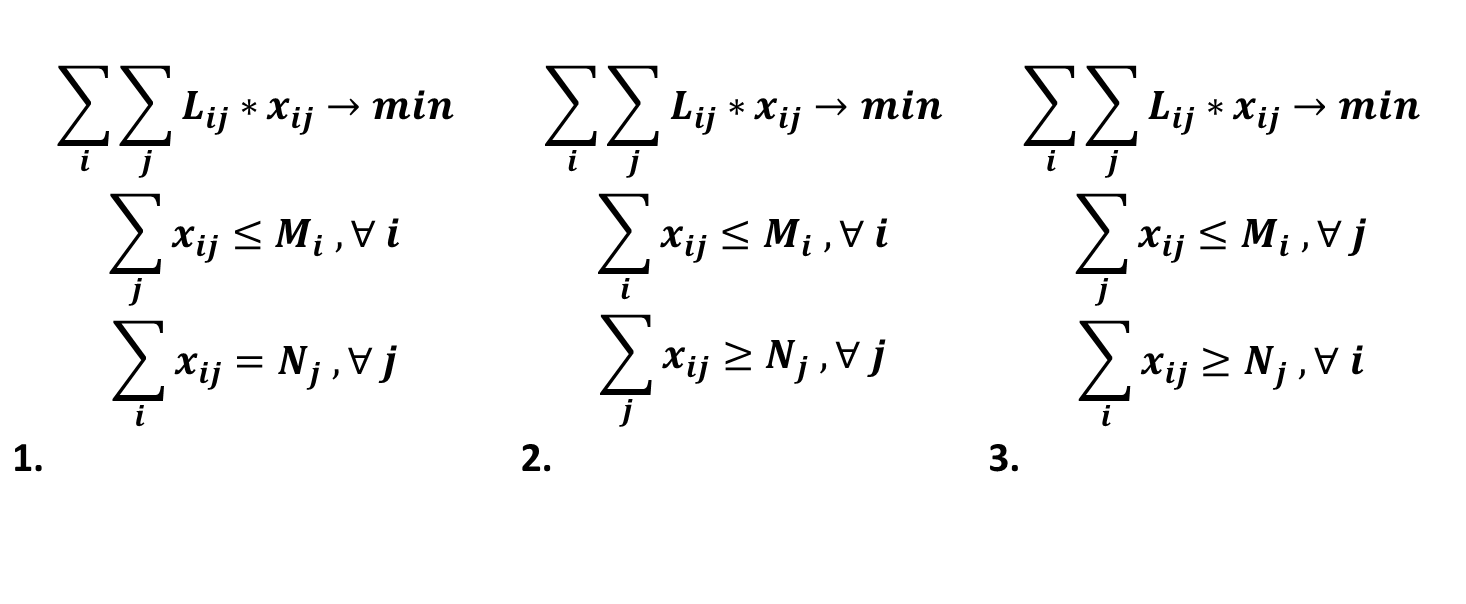 ∑_i ∑_j L_ij * x_ij → min
∑_j x_ij ≤ M_i , ∀ i
∑_i x_ij = N_j , ∀ j
1.
∑_i ∑_j L_ij * x_ij → min
∑_i x_ij ≤ M_i , ∀ i
∑_j x_ij ≥ N_j , ∀ j
2.
∑_i ∑_j L_ij * x_ij → min
∑_j x_ij ≤ M_i , ∀ j
∑_i x_ij ≥ N_j , ∀ i
3.